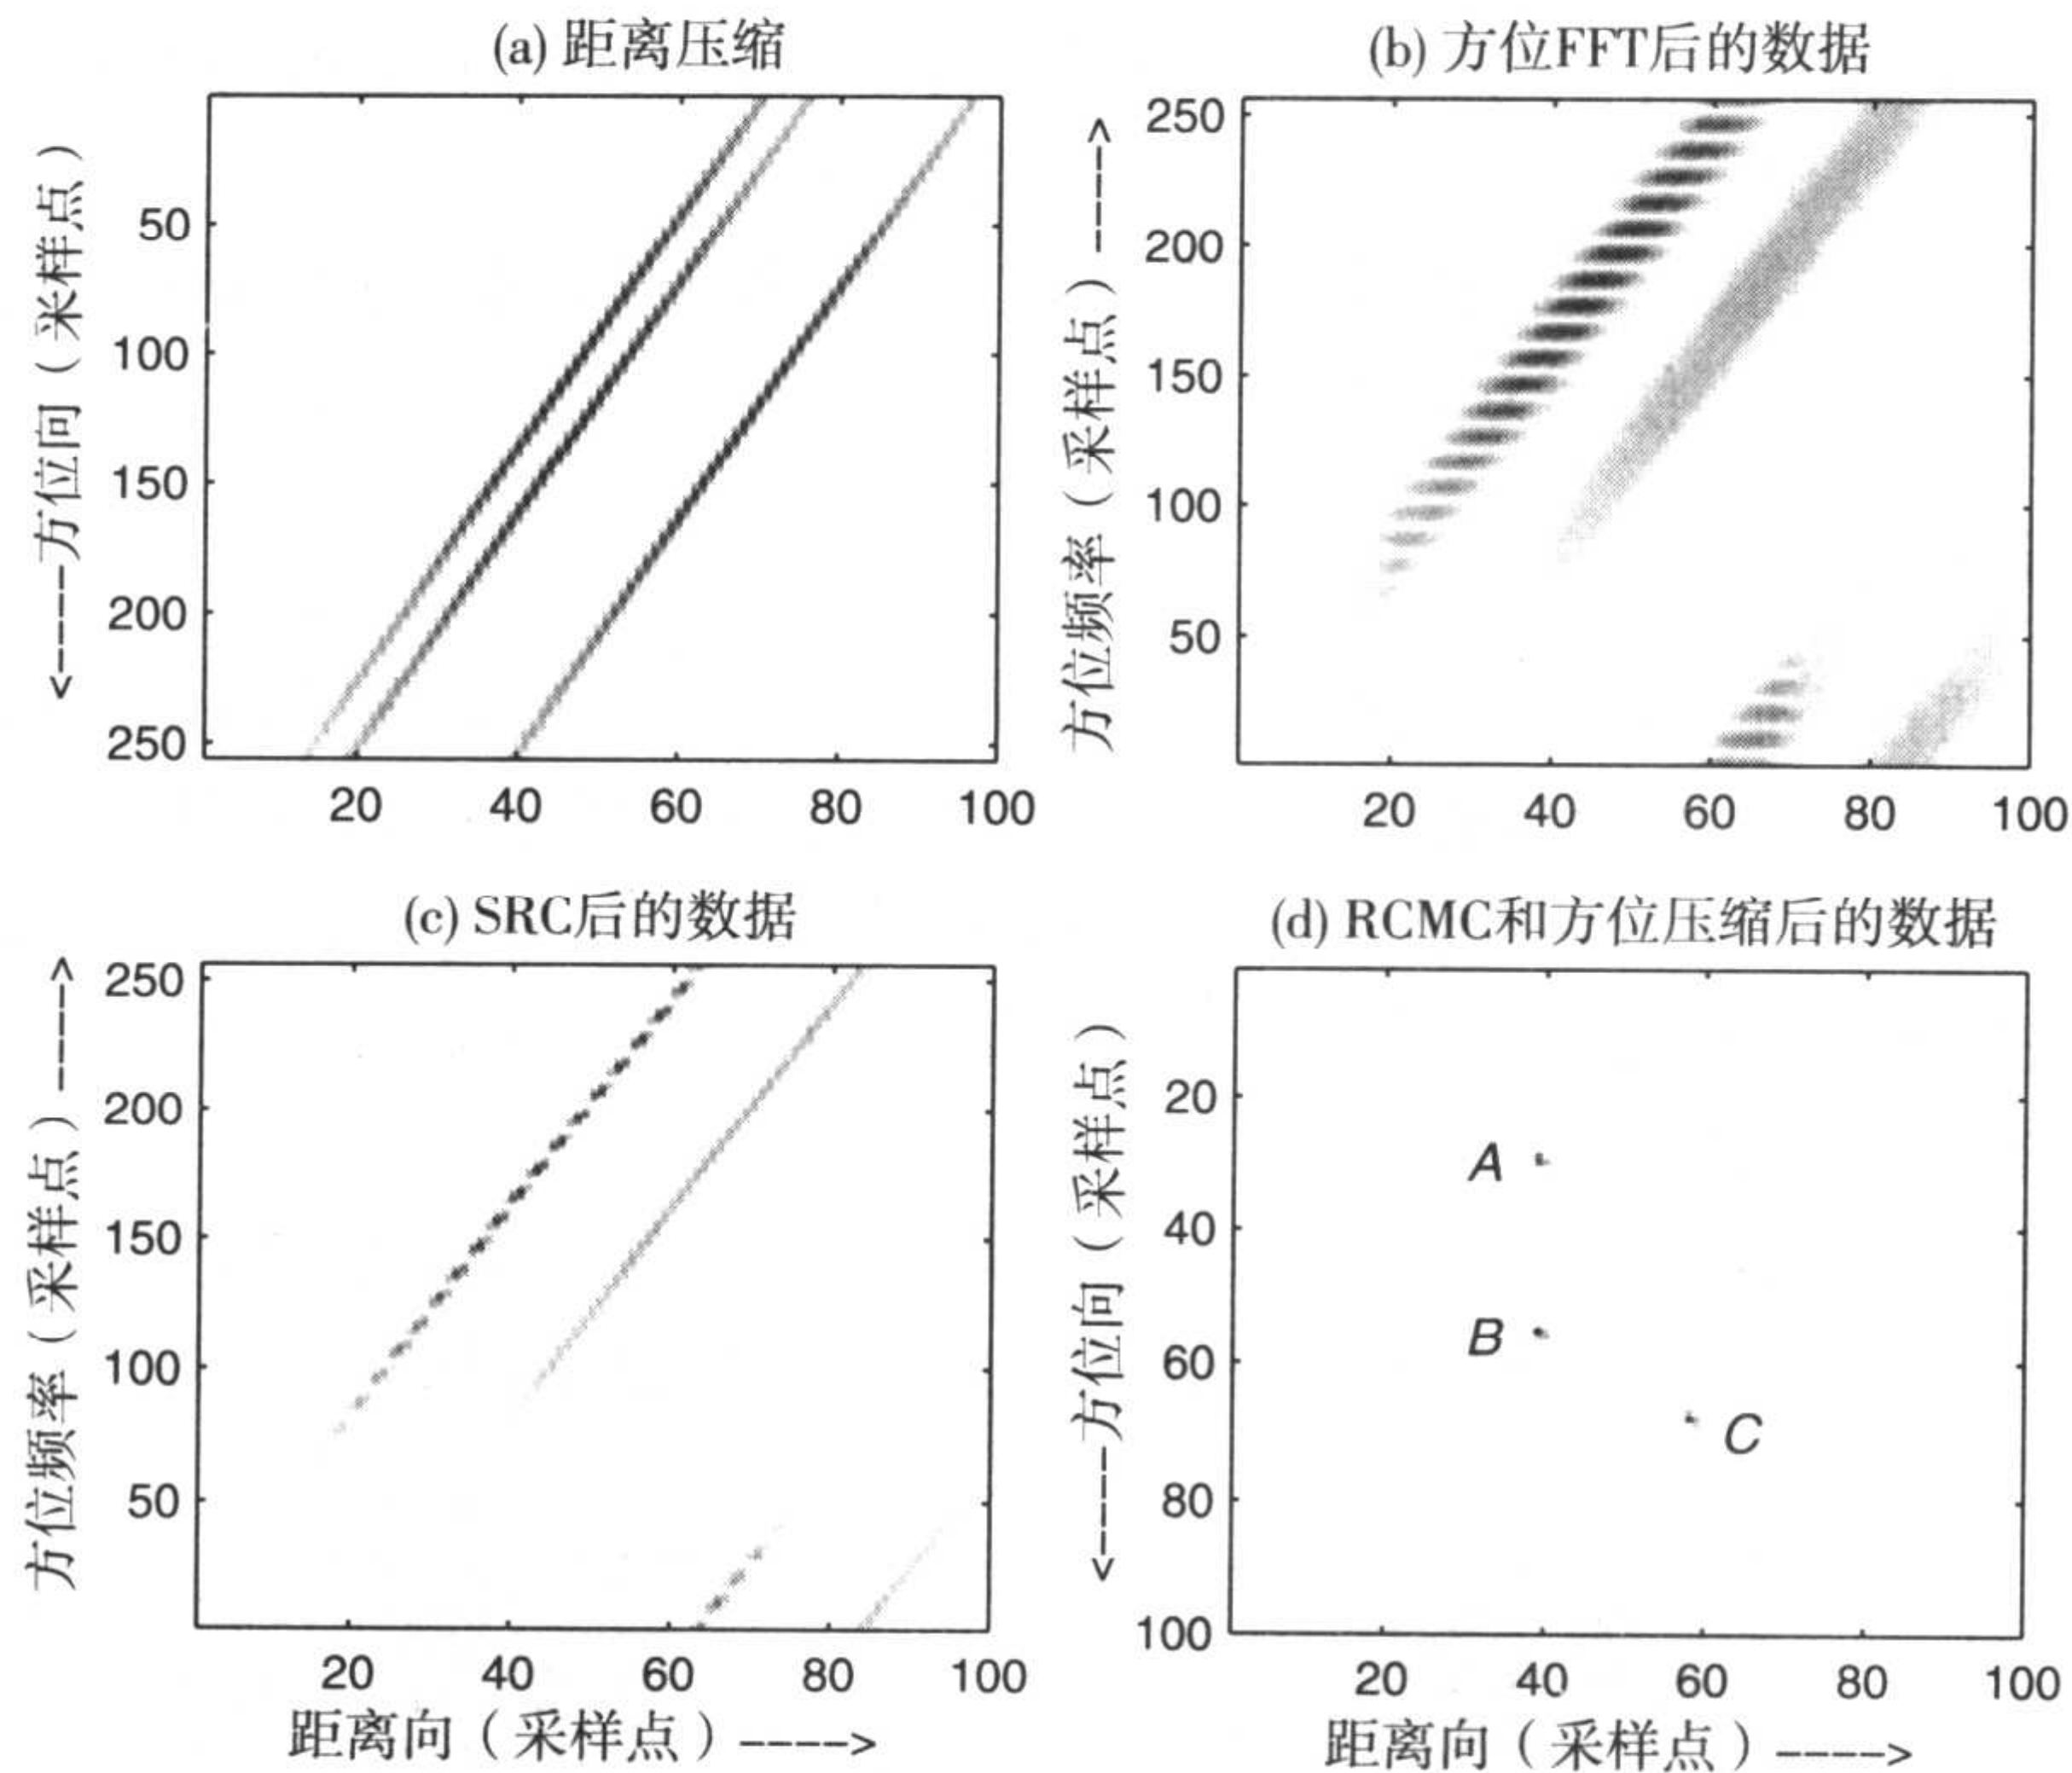 (a) 距离压缩
<----方位向（采样点）
50
100
150
200
250
20 40 60 80 100
(b) 方位FFT后的数据
方位频率（采样点）---->
250
200
150
100
50
20 40 60 80 100
(c) SRC后的数据
方位频率（采样点）---->
250
200
150
100
50
20 40 60 80 100
距离向（采样点）---->
(d) RCMC和方位压缩后的数据
<----方位向（采样点）
20
40
60
80
100
A
B
C
20 40 60 80 100
距离向（采样点）---->